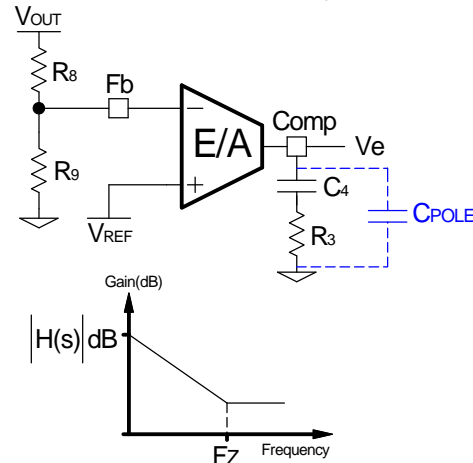 VOUT
R8
Fb
R9
E/A
Comp
Ve
C4
R3
CPOLE
VREF
Gain(dB)
|H(s)| dB
FZ
Frequency